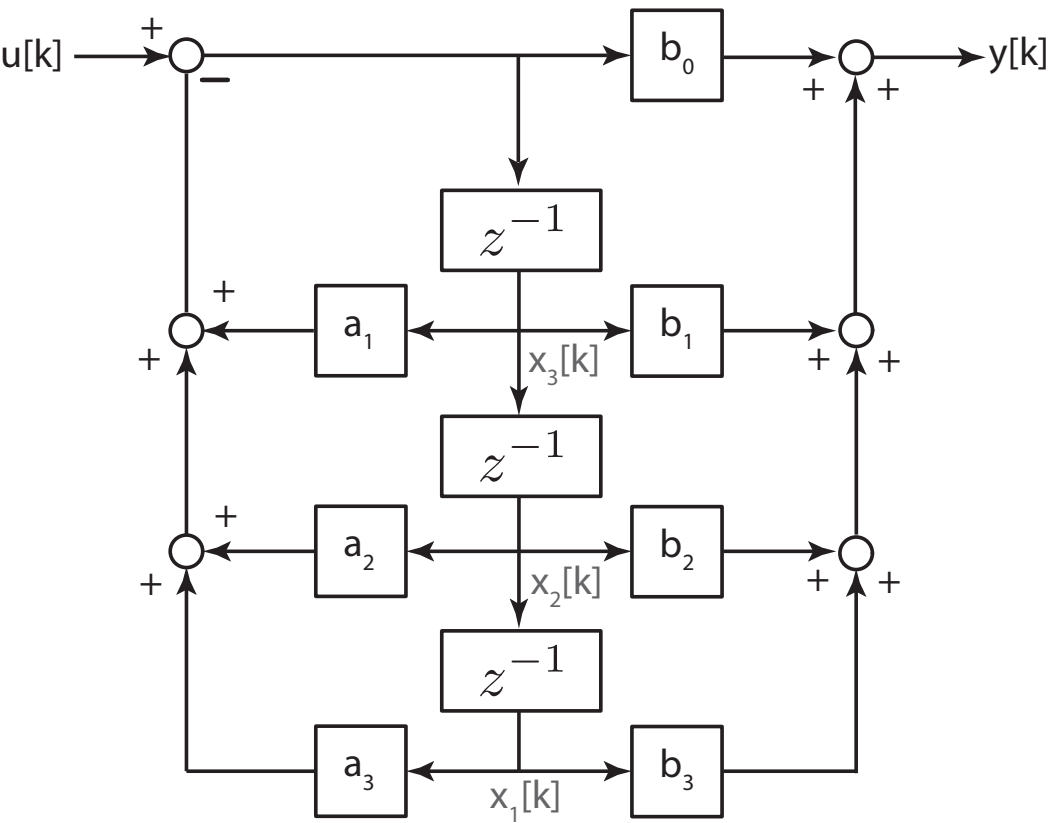 +
u[k]
−
b₀
+
+
y[k]
z⁻¹
+
+
a₁
b₁
+
+
x₃[k]
z⁻¹
+
+
a₂
b₂
+
+
x₂[k]
z⁻¹
a₃
b₃
x₁[k]